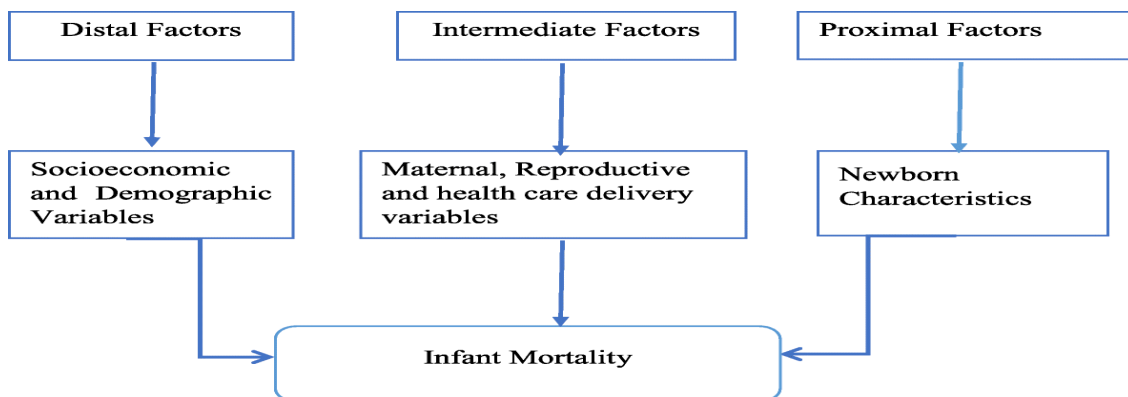 Distal Factors
Intermediate Factors
Proximal Factors
Socioeconomic
and Demographic
Variables
Maternal, Reproductive
and health care delivery
variables
Newborn
Characteristics
Infant Mortality